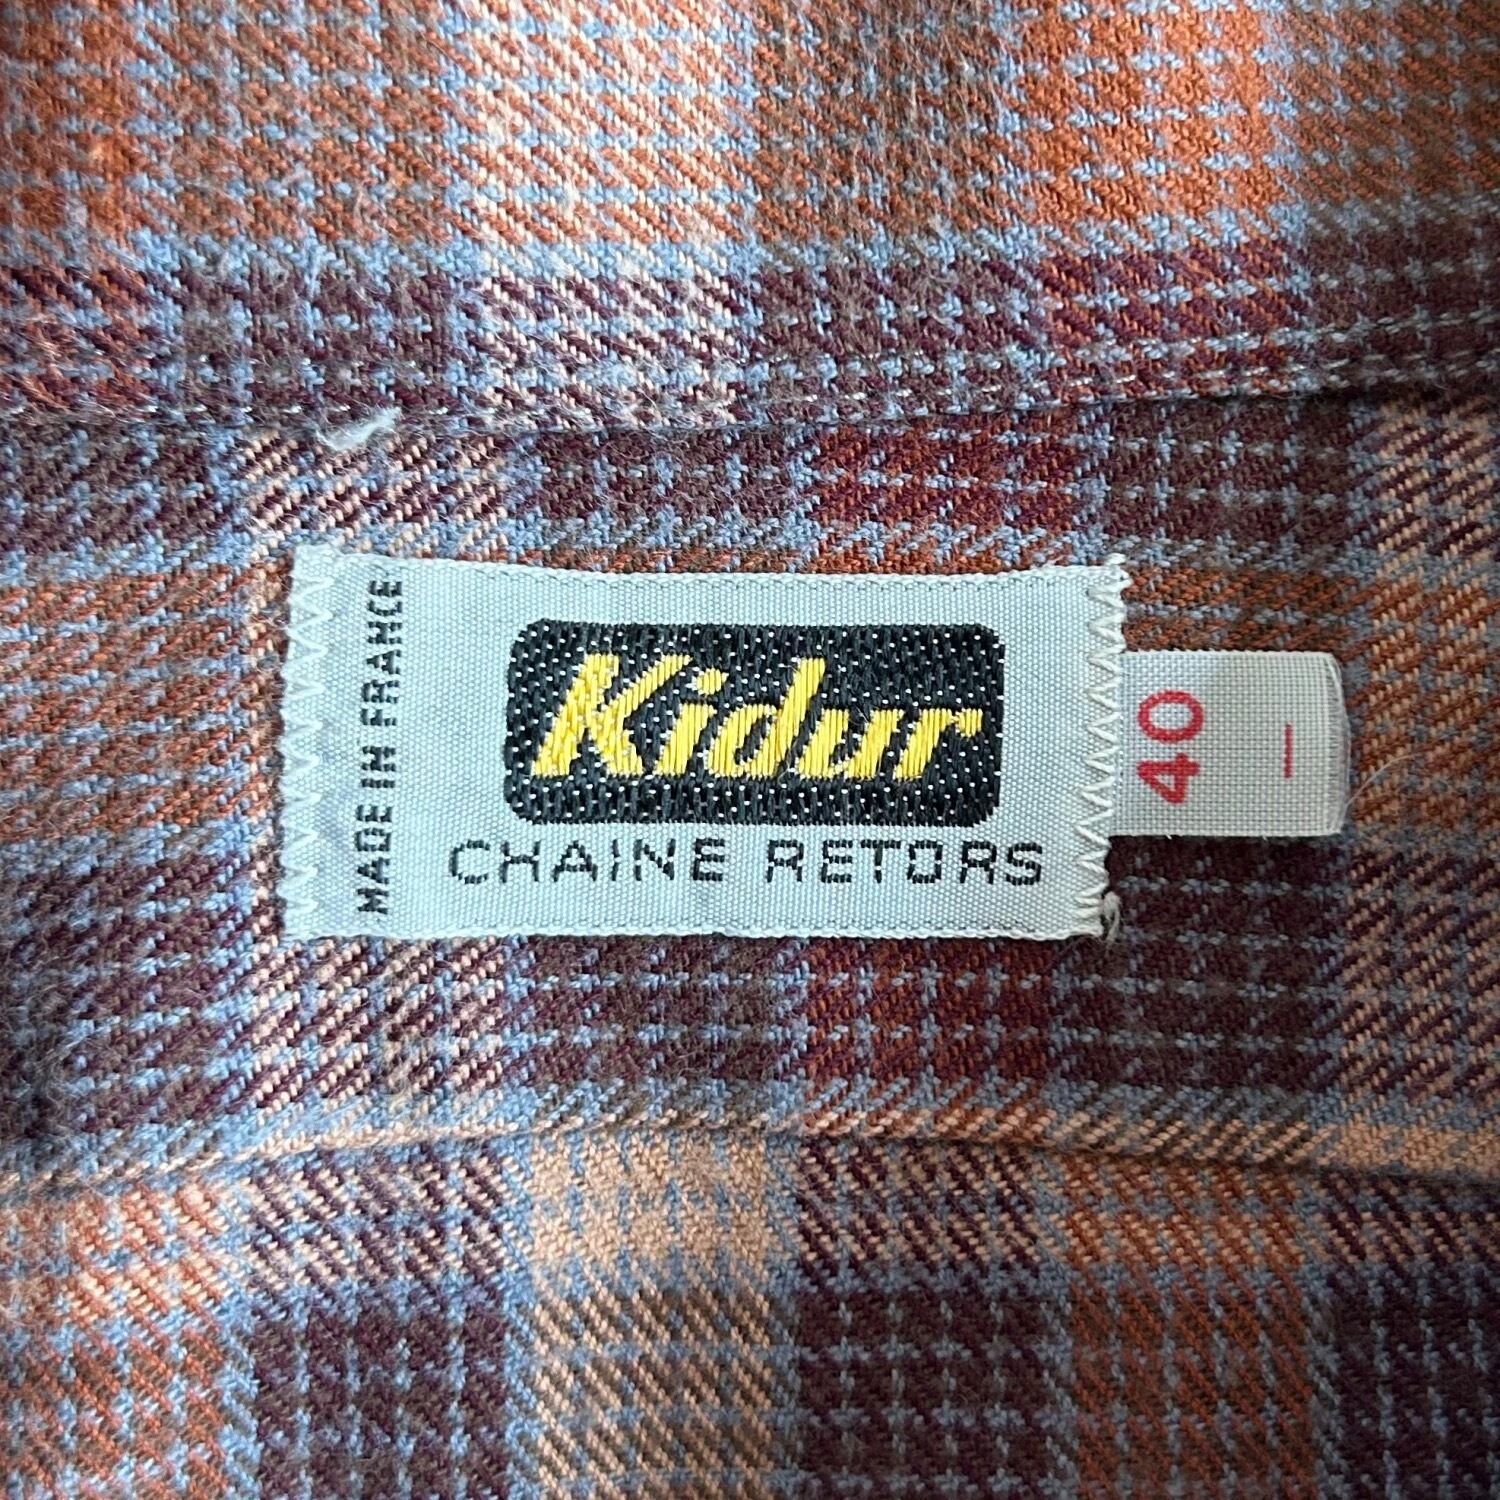 MADE IN FRANCE
Kidur
CHAINE RETORS
40